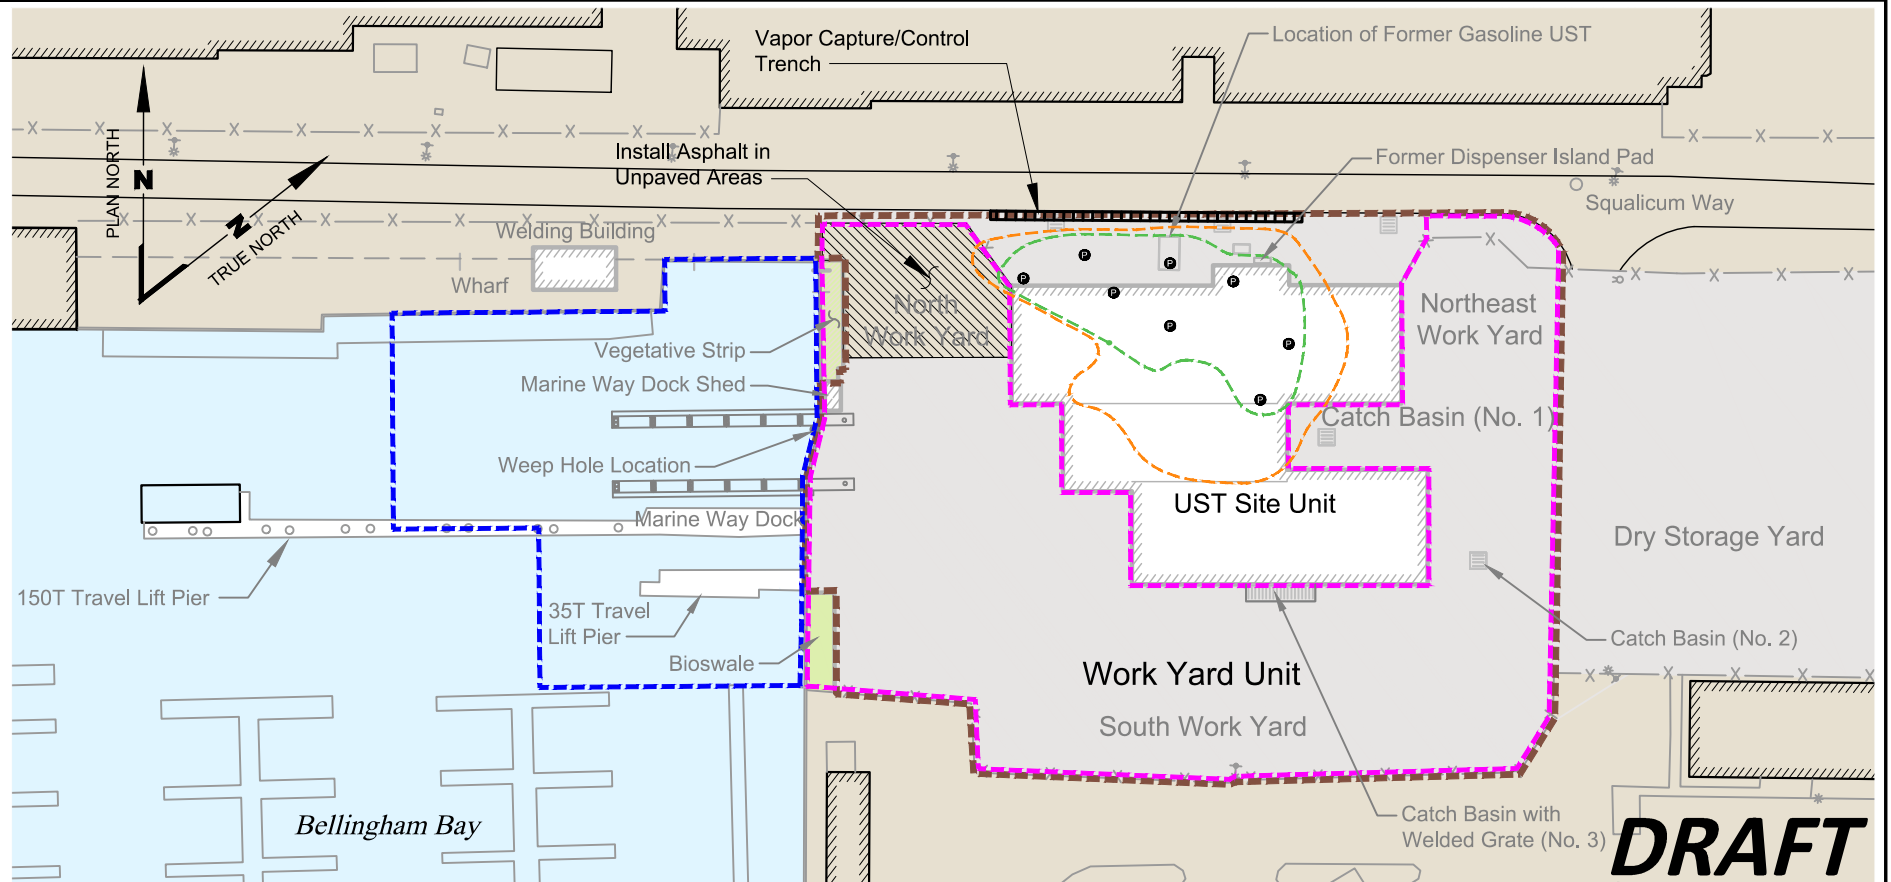 Vapor Capture/Control
Trench
Location of Former Gasoline UST
PLAN NORTH
N
N
TRUE NORTH
Install Asphalt in
Unpaved Areas
Former Dispenser Island Pad
Squalicum Way
Welding Building
Wharf
North
Work Yard
Northeast
Work Yard
Vegetative Strip
Marine Way Dock Shed
Catch Basin (No. 1)
Weep Hole Location
UST Site Unit
Marine Way Dock
Dry Storage Yard
150T Travel Lift Pier
35T Travel
Lift Pier
Bioswale
Catch Basin (No. 2)
Work Yard Unit
South Work Yard
Catch Basin with
Welded Grate (No. 3)
Bellingham Bay
DRAFT
X X X X X X X X X X X
X X X
X X X X X X X X X X X
X X X X X X
X X X X X
P P P P P P P P